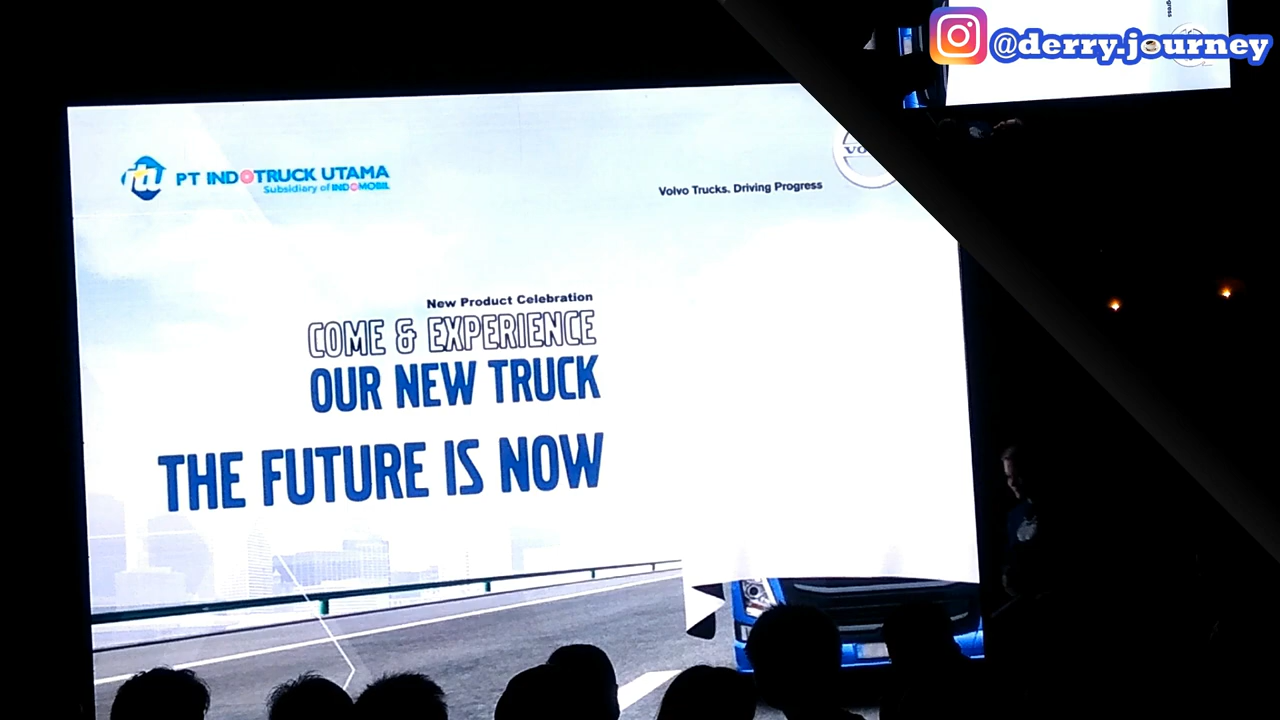 @derry.journey
PT INDOTRUCK UTAMA
Subsidiary of INDOMOBIL
Volvo Trucks. Driving Progress
New Product Celebration
COME & EXPERIENCE
OUR NEW TRUCK
THE FUTURE IS NOW